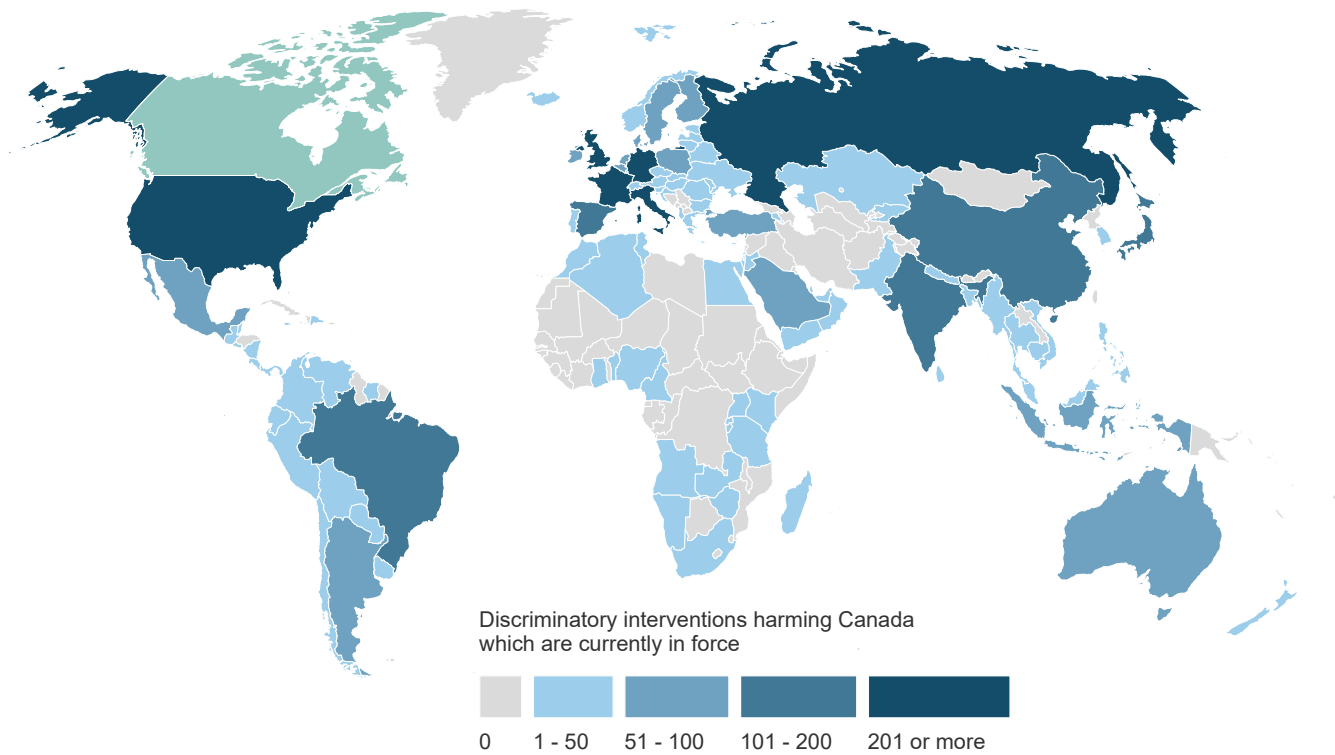 Discriminatory interventions harming Canada
which are currently in force
0 1 - 50 51 - 100 101 - 200 201 or more